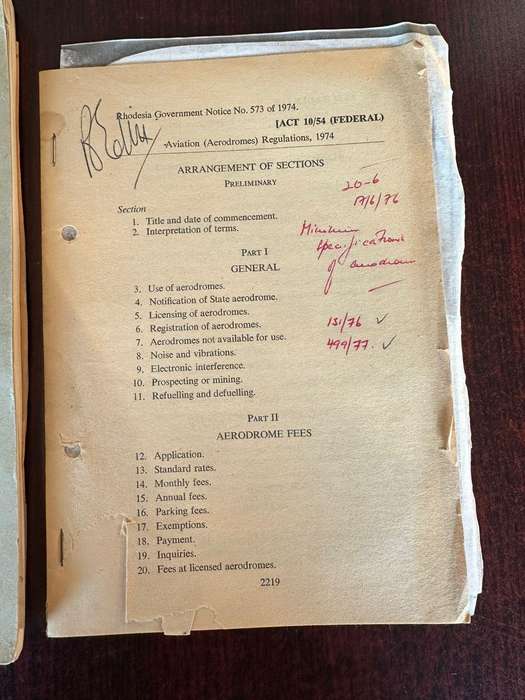 Rhodesia Government Notice No. 573 of 1974.
[ACT 10/54 (FEDERAL)
Aviation (Aerodromes) Regulations, 1974
ARRANGEMENT OF SECTIONS
PRELIMINARY
20-6
17/6/76
Section
1. Title and date of commencement.
2. Interpretation of terms.
specifications
of aerodrome
PART I
GENERAL
3. Use of aerodromes.
4. Notification of State aerodrome.
5. Licensing of aerodromes.
6. Registration of aerodromes.
151/76 ✓
7. Aerodromes not available for use.
499/77. ✓
8. Noise and vibrations.
9. Electronic interference.
10. Prospecting or mining.
11. Refuelling and defuelling.
PART II
AERODROME FEES
12. Application.
13. Standard rates.
14. Monthly fees.
15. Annual fees.
16. Parking fees.
17. Exemptions.
18. Payment.
19. Inquiries.
20. Fees at licensed aerodromes.
2219